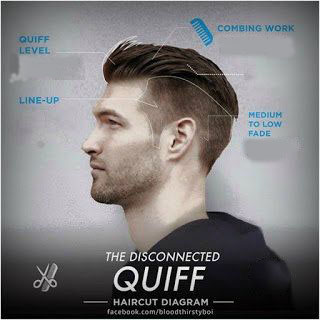 COMBING WORK
QUIFF
LEVEL
LINE-UP
MEDIUM
TO LOW
FADE
THE DISCONNECTED
QUIFF
HAIRCUT DIAGRAM
facebook.com/bloodthirstyboi